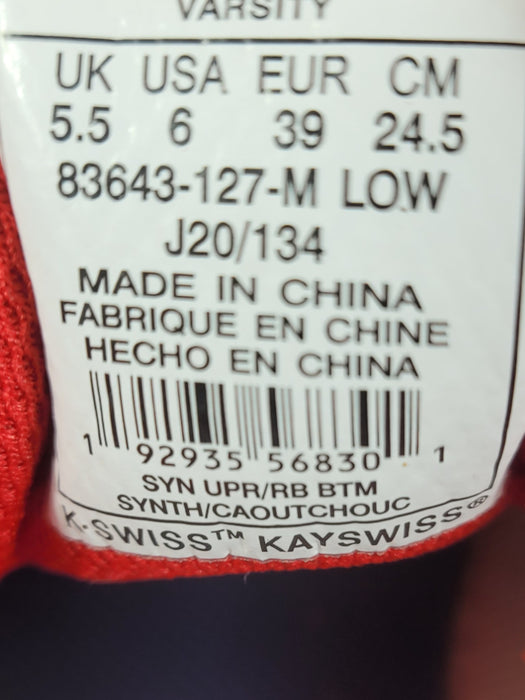 VARSITY
UK USA EUR CM
5.5 6 39 24.5
83643-127-M LOW
J20/134
MADE IN CHINA
FABRIQUE EN CHINE
HECHO EN CHINA
1 92935 56830 1
SYN UPR/RB BTM
SYNTH/CAOUTCHOUC
K-SWISS™ KAYSWISS®